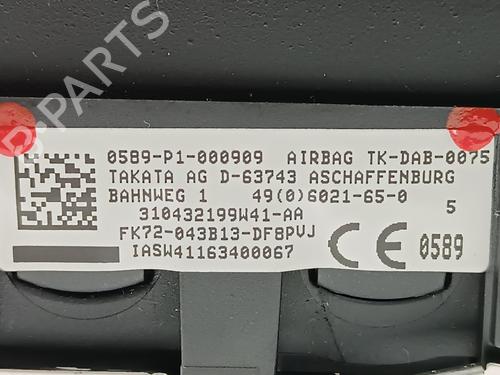 0589-P1-000909 AIRBAG TK-DAB-0075
TAKATA AG D-63743 ASCHAFFENBURG
BAHNWEG 1 49(0)6021-65-0
310432199W41-AA 5
FK72-043B13-DF8PVJ
IASW41163400067
CE 0589
B-PARTS